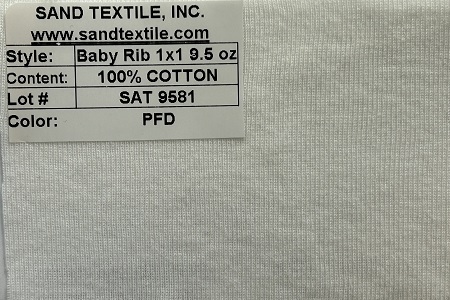 SAND TEXTILE, INC.
www.sandtextile.com
Style: Baby Rib 1x1 9.5 oz
Content: 100% COTTON
Lot # SAT 9581
Color: PFD